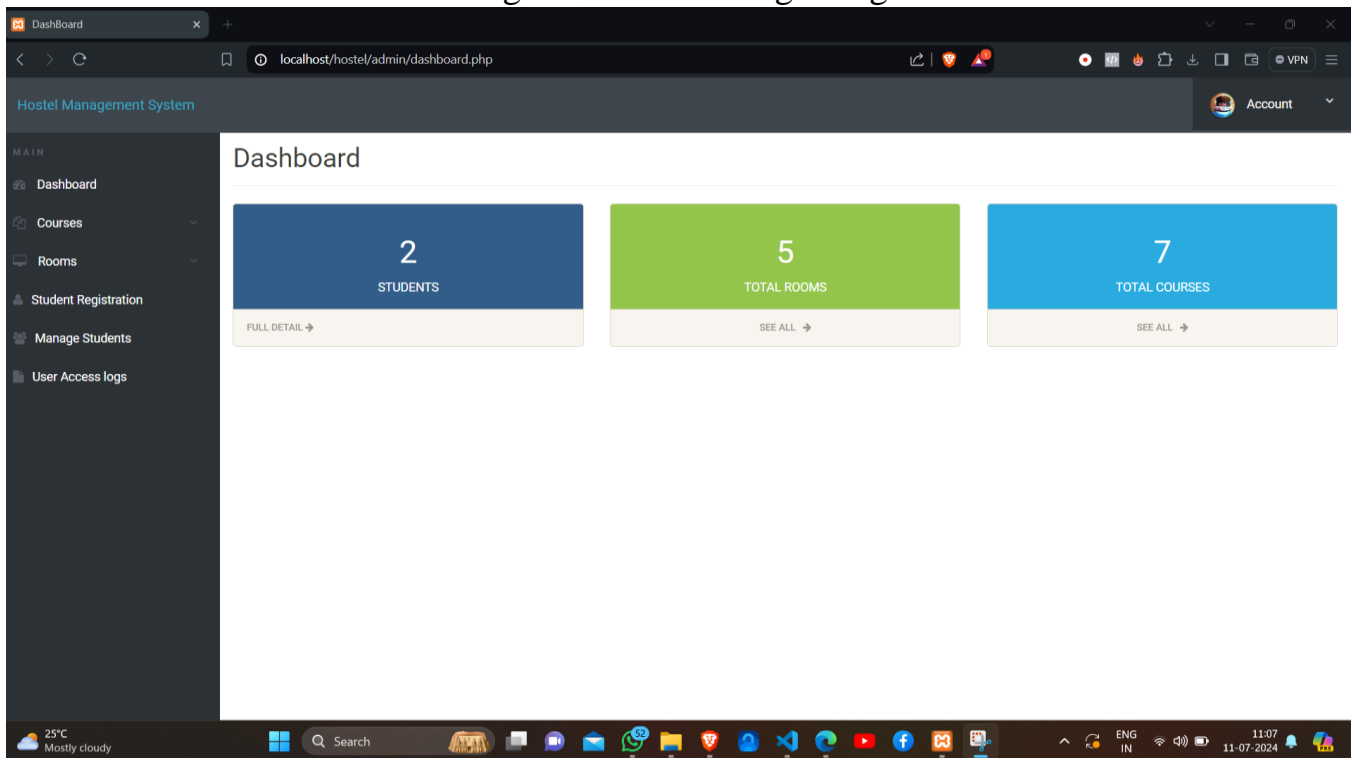 DashBoard
localhost/hostel/admin/dashboard.php
VPN
Hostel Management System
Account
MAIN
Dashboard
Courses
Rooms
Student Registration
Manage Students
User Access logs
Dashboard
2
STUDENTS
FULL DETAIL
5
TOTAL ROOMS
SEE ALL
7
TOTAL COURSES
SEE ALL
25°C
Mostly cloudy
Search
52
ENG
IN
11:07
11-07-2024